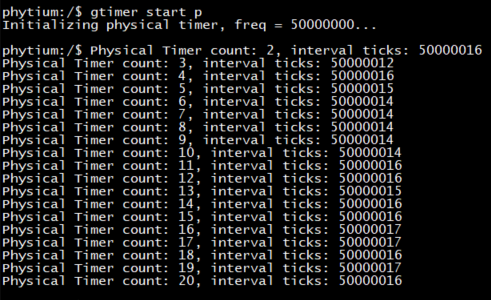 phytium:/$ gtimer start p
Initializing physical timer, freq = 50000000...
phytium:/$ Physical Timer count: 2, interval ticks: 50000016
Physical Timer count: 3, interval ticks: 50000012
Physical Timer count: 4, interval ticks: 50000016
Physical Timer count: 5, interval ticks: 50000015
Physical Timer count: 6, interval ticks: 50000014
Physical Timer count: 7, interval ticks: 50000014
Physical Timer count: 8, interval ticks: 50000014
Physical Timer count: 9, interval ticks: 50000014
Physical Timer count: 10, interval ticks: 50000014
Physical Timer count: 11, interval ticks: 50000016
Physical Timer count: 12, interval ticks: 50000016
Physical Timer count: 13, interval ticks: 50000015
Physical Timer count: 14, interval ticks: 50000016
Physical Timer count: 15, interval ticks: 50000016
Physical Timer count: 16, interval ticks: 50000017
Physical Timer count: 17, interval ticks: 50000017
Physical Timer count: 18, interval ticks: 50000016
Physical Timer count: 19, interval ticks: 50000017
Physical Timer count: 20, interval ticks: 50000016